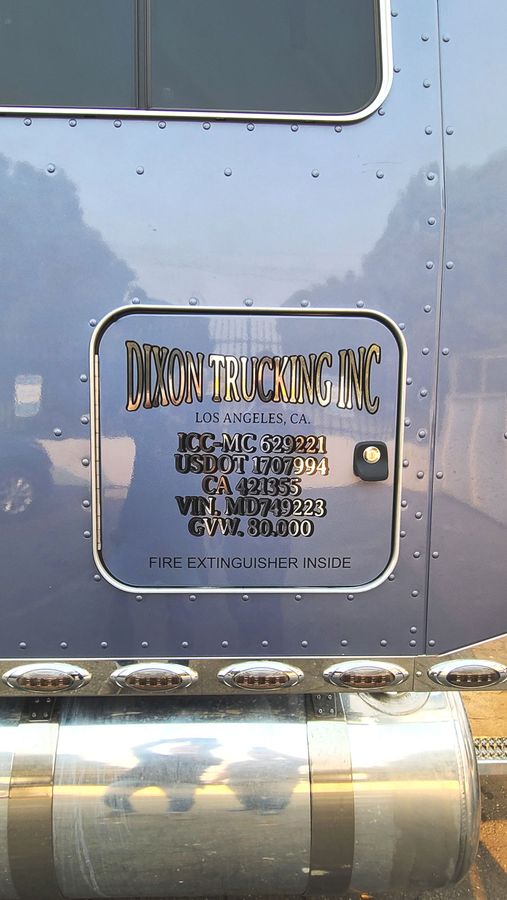 DIXON TRUCKING INC
LOS ANGELES, CA.
ICC-MC 629221
USDOT 1707994
CA 421355
VIN. MD749223
GVW. 80.000
FIRE EXTINGUISHER INSIDE